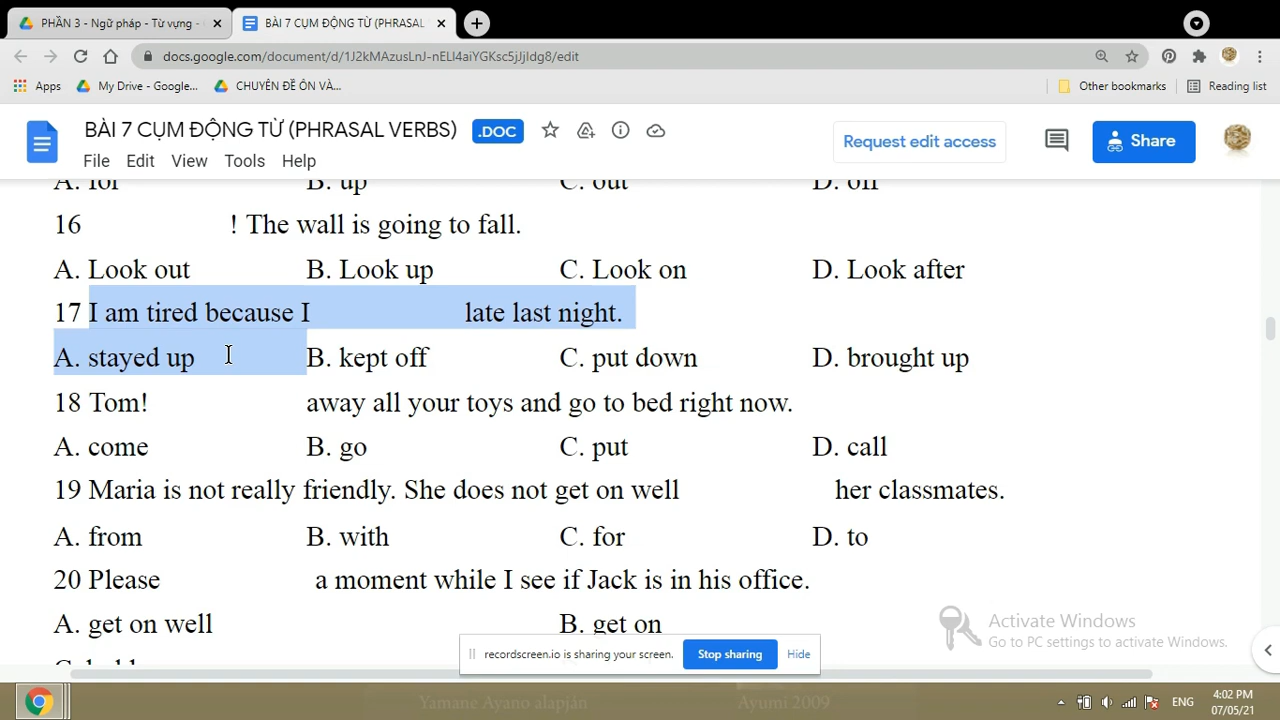 PHẦN 3 - Ngữ pháp - Từ vựng -
BÀI 7 CỤM ĐỘNG TỪ (PHRASAL
docs.google.com/document/d/1J2kMAzusLnJ-nELl4aiYGKsc5jJjIdg8/edit
Apps My Drive - Google... CHUYÊN ĐỀ ÔN VÀ... Other bookmarks Reading list
BÀI 7 CỤM ĐỘNG TỪ (PHRASAL VERBS) .DOC
Request edit access Share
File Edit View Tools Help
A. for B. up C. out D. off
16 ! The wall is going to fall.
A. Look out B. Look up C. Look on D. Look after
17 I am tired because I late last night.
A. stayed up B. kept off C. put down D. brought up
18 Tom! away all your toys and go to bed right now.
A. come B. go C. put D. call
19 Maria is not really friendly. She does not get on well her classmates.
A. from B. with C. for D. to
20 Please a moment while I see if Jack is in his office.
A. get on well B. get on
Activate Windows
Go to PC settings to activate Windows.
recordscreen.io is sharing your screen. Stop sharing Hide
Yamane Ayano alapján Ayumi 2009
ENG 4:02 PM
07/05/21